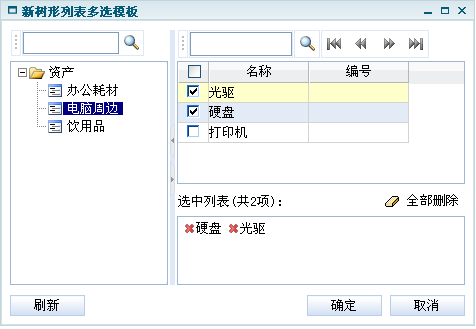 新树形列表多选模板
资产
办公耗材
电脑周边
饮用品
名称 编号
光驱
硬盘
打印机
选中列表(共2项): 全部删除
硬盘 光驱
刷新 确定 取消